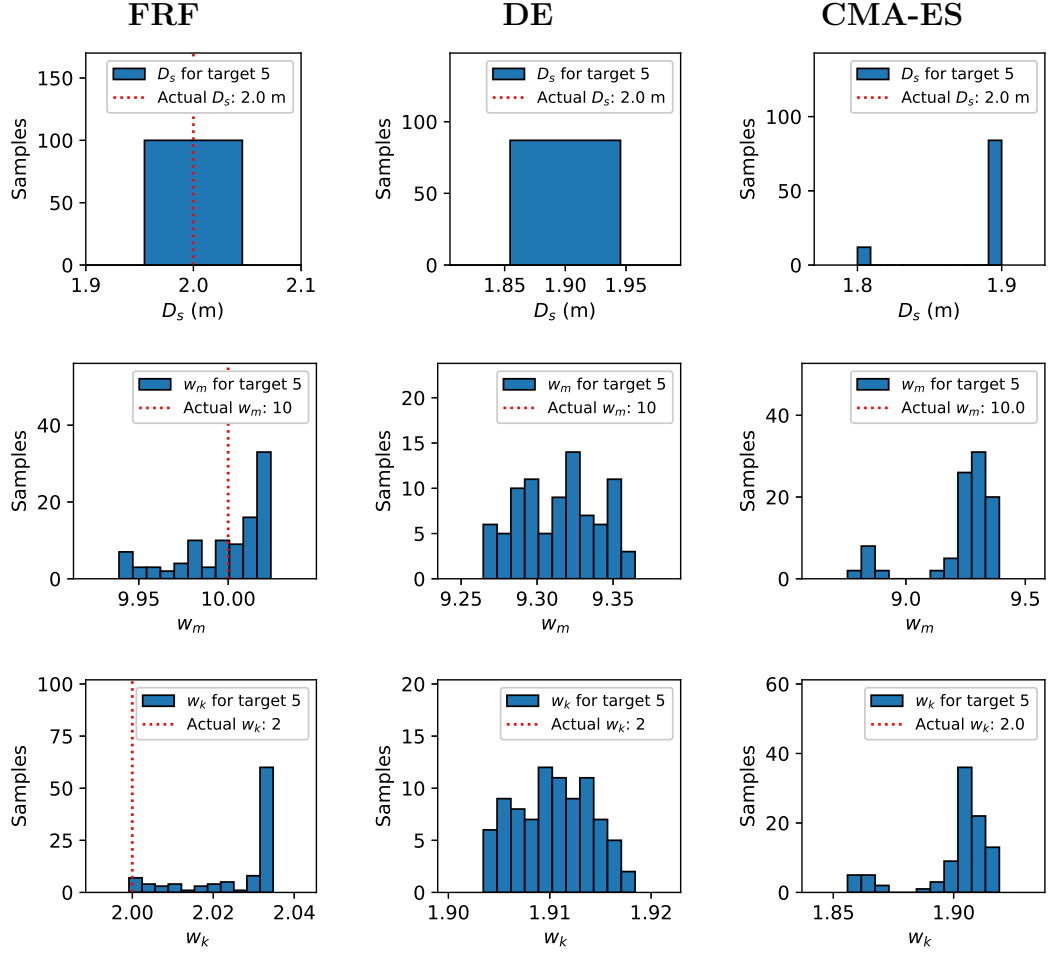 FRF DE CMA-ES
Samples
150
100
50
0
D_s for target 5
Actual D_s: 2.0 m
1.9 2.0 2.1
D_s (m)
Samples
100
50
0
D_s for target 5
Actual D_s: 2.0 m
1.85 1.90 1.95
D_s (m)
Samples
100
50
0
D_s for target 5
Actual D_s: 2.0 m
1.8 1.9
D_s (m)
Samples
40
20
0
w_m for target 5
Actual w_m: 10
9.95 10.00
w_m
Samples
20
15
10
5
0
w_m for target 5
Actual w_m: 10
9.25 9.30 9.35
w_m
Samples
40
20
0
w_m for target 5
Actual w_m: 10.0
9.0 9.5
w_m
Samples
100
75
50
25
0
w_k for target 5
Actual w_k: 2
2.00 2.02 2.04
w_k
Samples
20
15
10
5
0
w_k for target 5
Actual w_k: 2
1.90 1.91 1.92
w_k
Samples
60
40
20
0
w_k for target 5
Actual w_k: 2.0
1.85 1.90
w_k